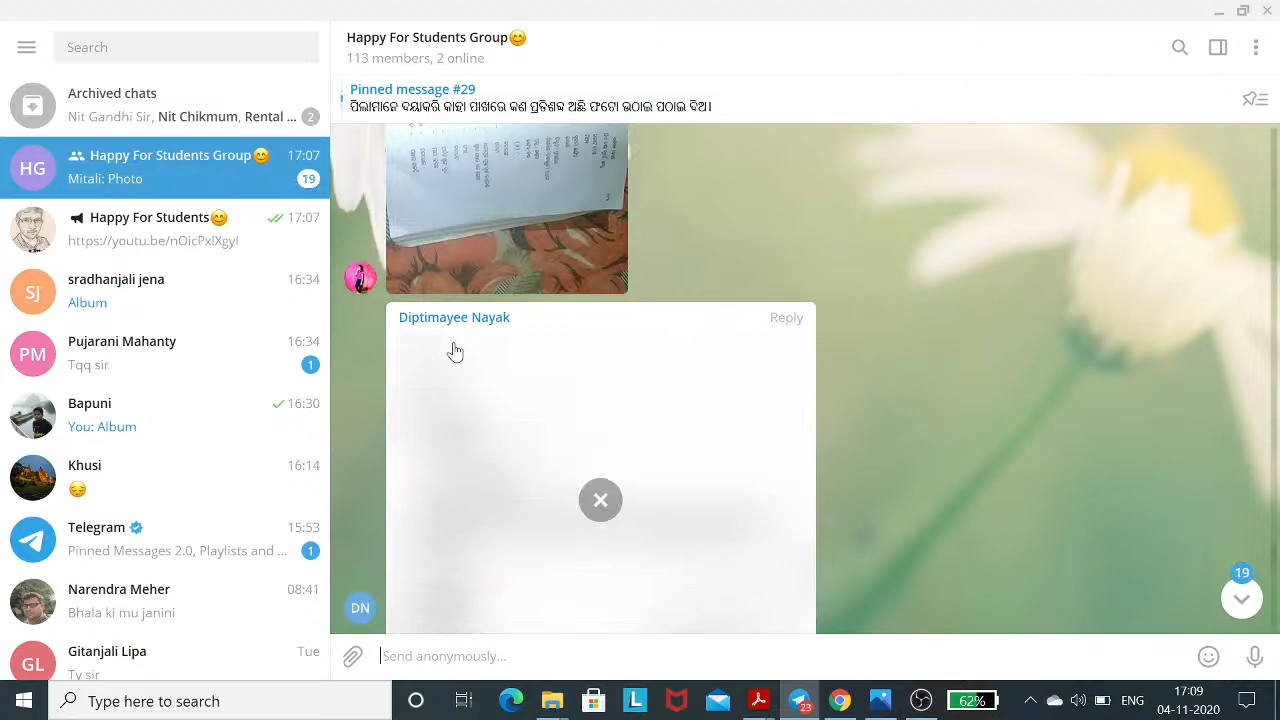 Search
Archived chats
Nit Gandhi Sir, Nit Chikmum, Rental ... 2
HG Happy For Students Group😊 17:07
Mitali: Photo 19
Happy For Students😊 17:07
https://youtu.be/nOicPxlXgyI
SJ sradhanjali jena 16:34
Album
PM Pujarani Mahanty 16:34
Tqq sir 1
Bapuni 16:30
You: Album
Khusi 16:14
😔
Telegram 15:53
Pinned Messages 2.0, Playlists and ... 1
Narendra Meher 08:41
Bhala ki mu janini
GL Gitanjali Lipa Tue
Ty sir
Happy For Students Group😊
113 members, 2 online
Pinned message #29
ପିଲାମାନେ ଦୟାକରି କାହା ପାଖରେ କଣ ପ୍ରତିଶବ୍ଦ ଅଛି ଫଟୋ ଉଠାଇ ପଠାଇ ଦିଅ।
Diptimayee Nayak Reply
DN
19
Send anonymously...
Type here to search
23
62%
ENG
17:09
04-11-2020